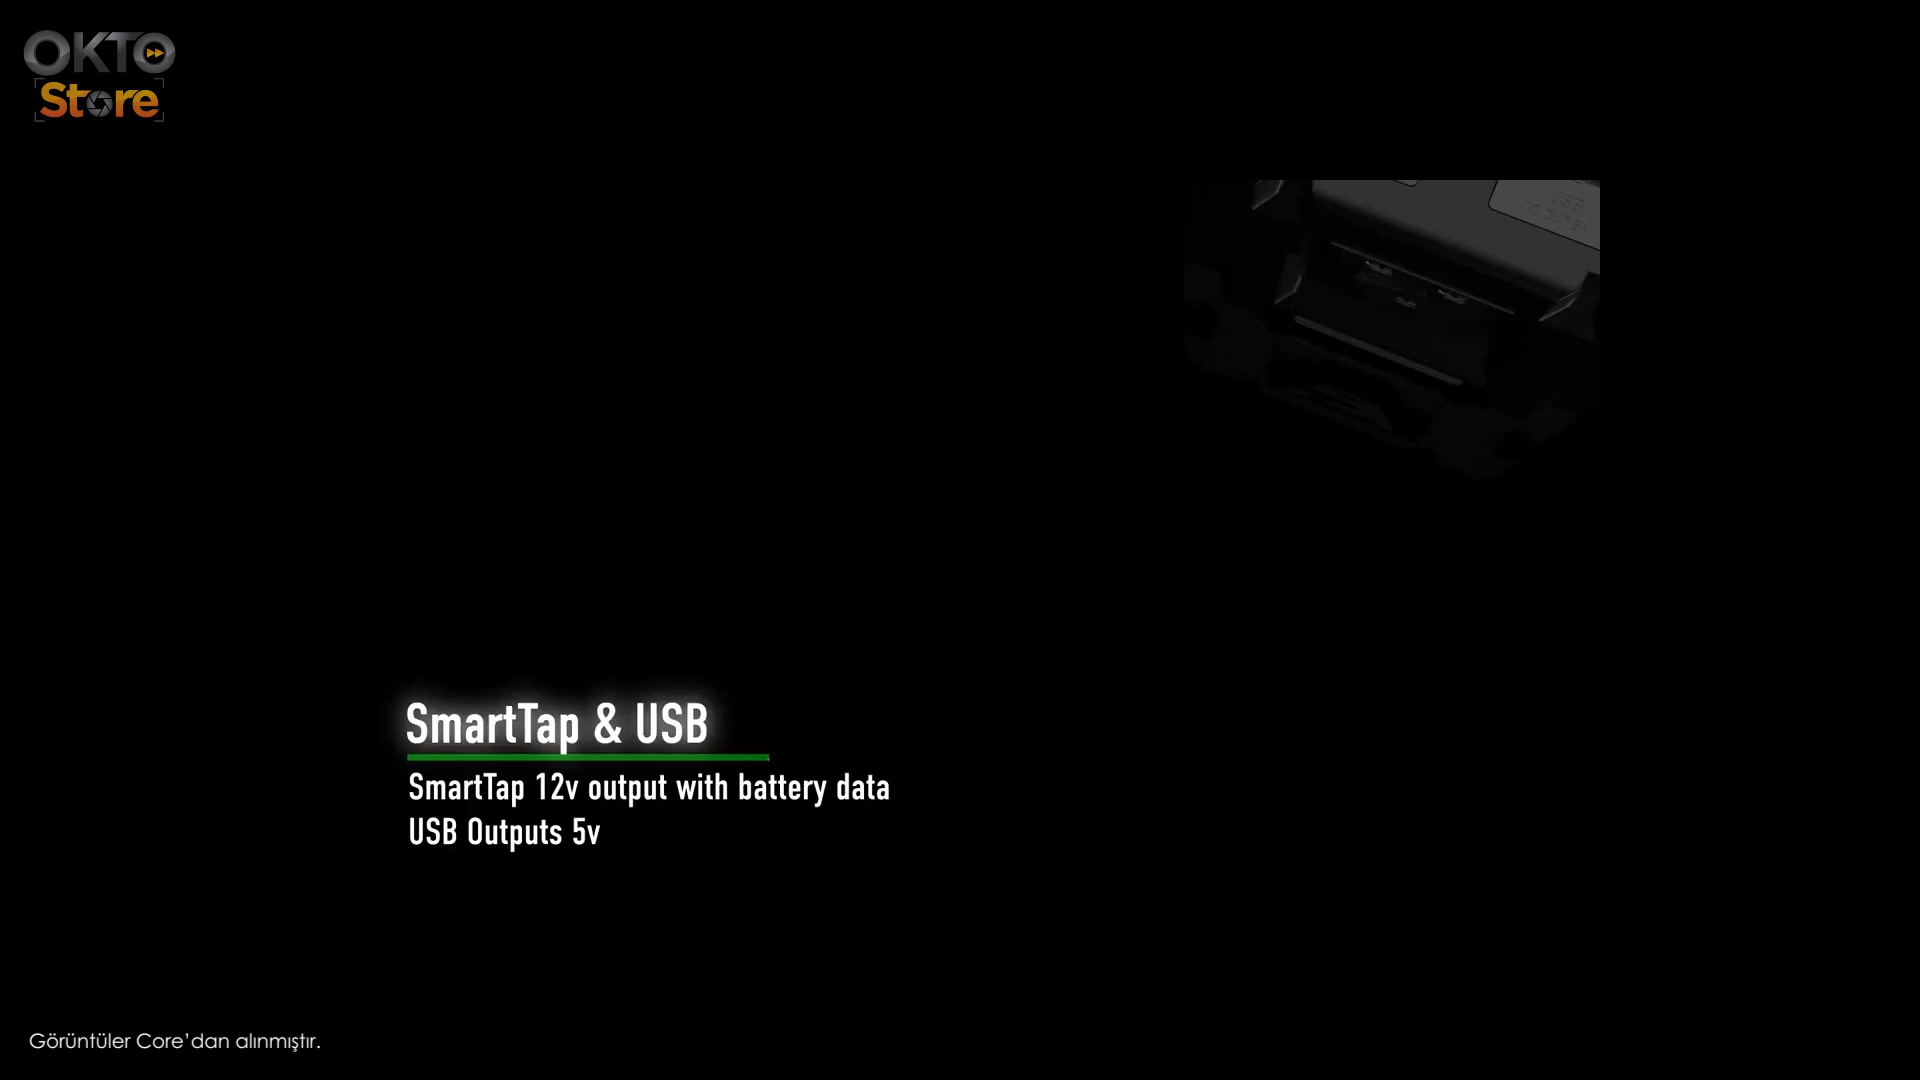 OKTO
Store
SmartTap & USB
SmartTap 12v output with battery data
USB Outputs 5v
Görüntüler Core’dan alınmıştır.